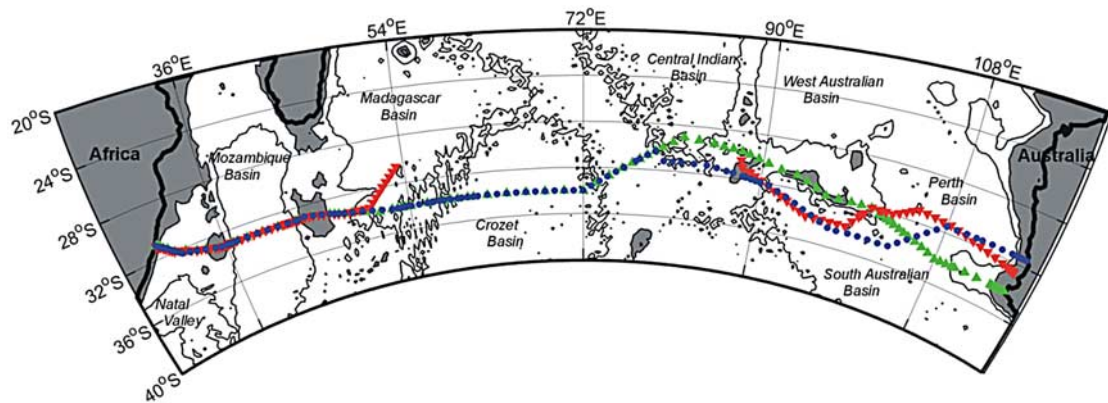 72°E
54°E
90°E
36°E
108°E
20°S
24°S
28°S
32°S
36°S
40°S
Central Indian
Basin
West Australian
Basin
Madagascar
Basin
Africa
Mozambique
Basin
Australia
Perth
Basin
Crozet
Basin
South Australian
Basin
Natal
Valley